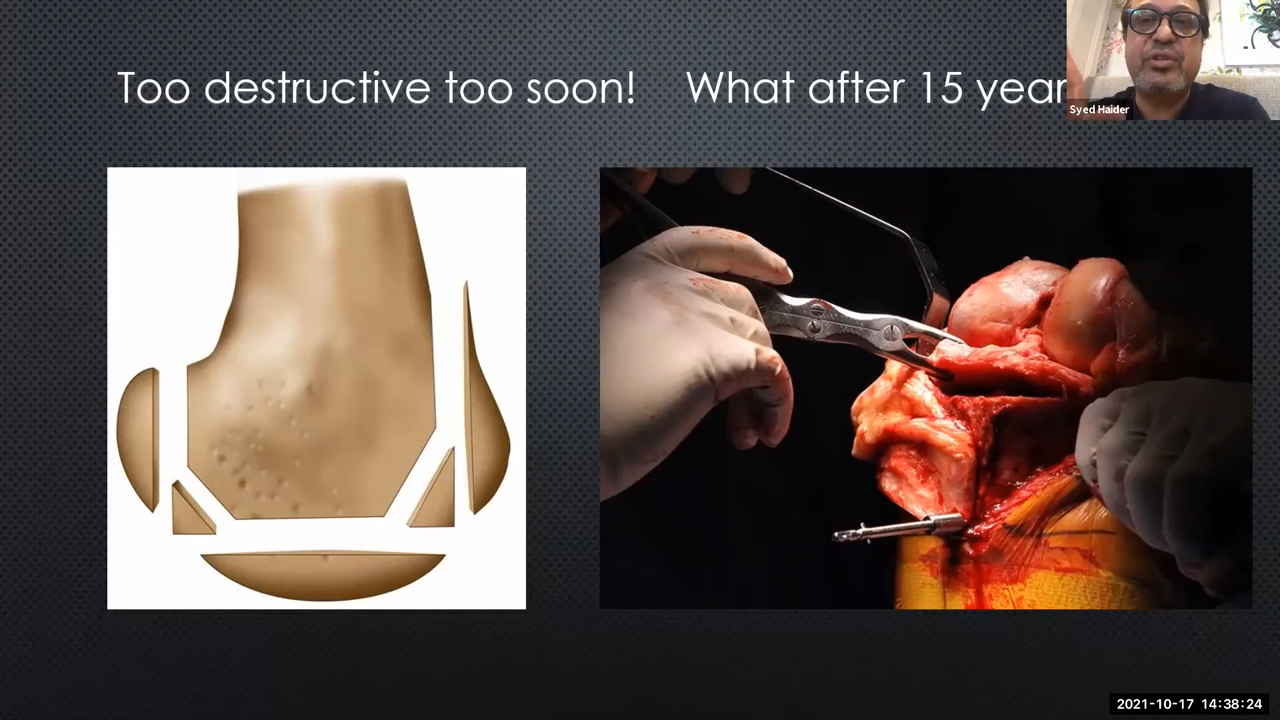 Too destructive too soon! What after 15 year
Syed Haider
2021-10-17 14:38:24